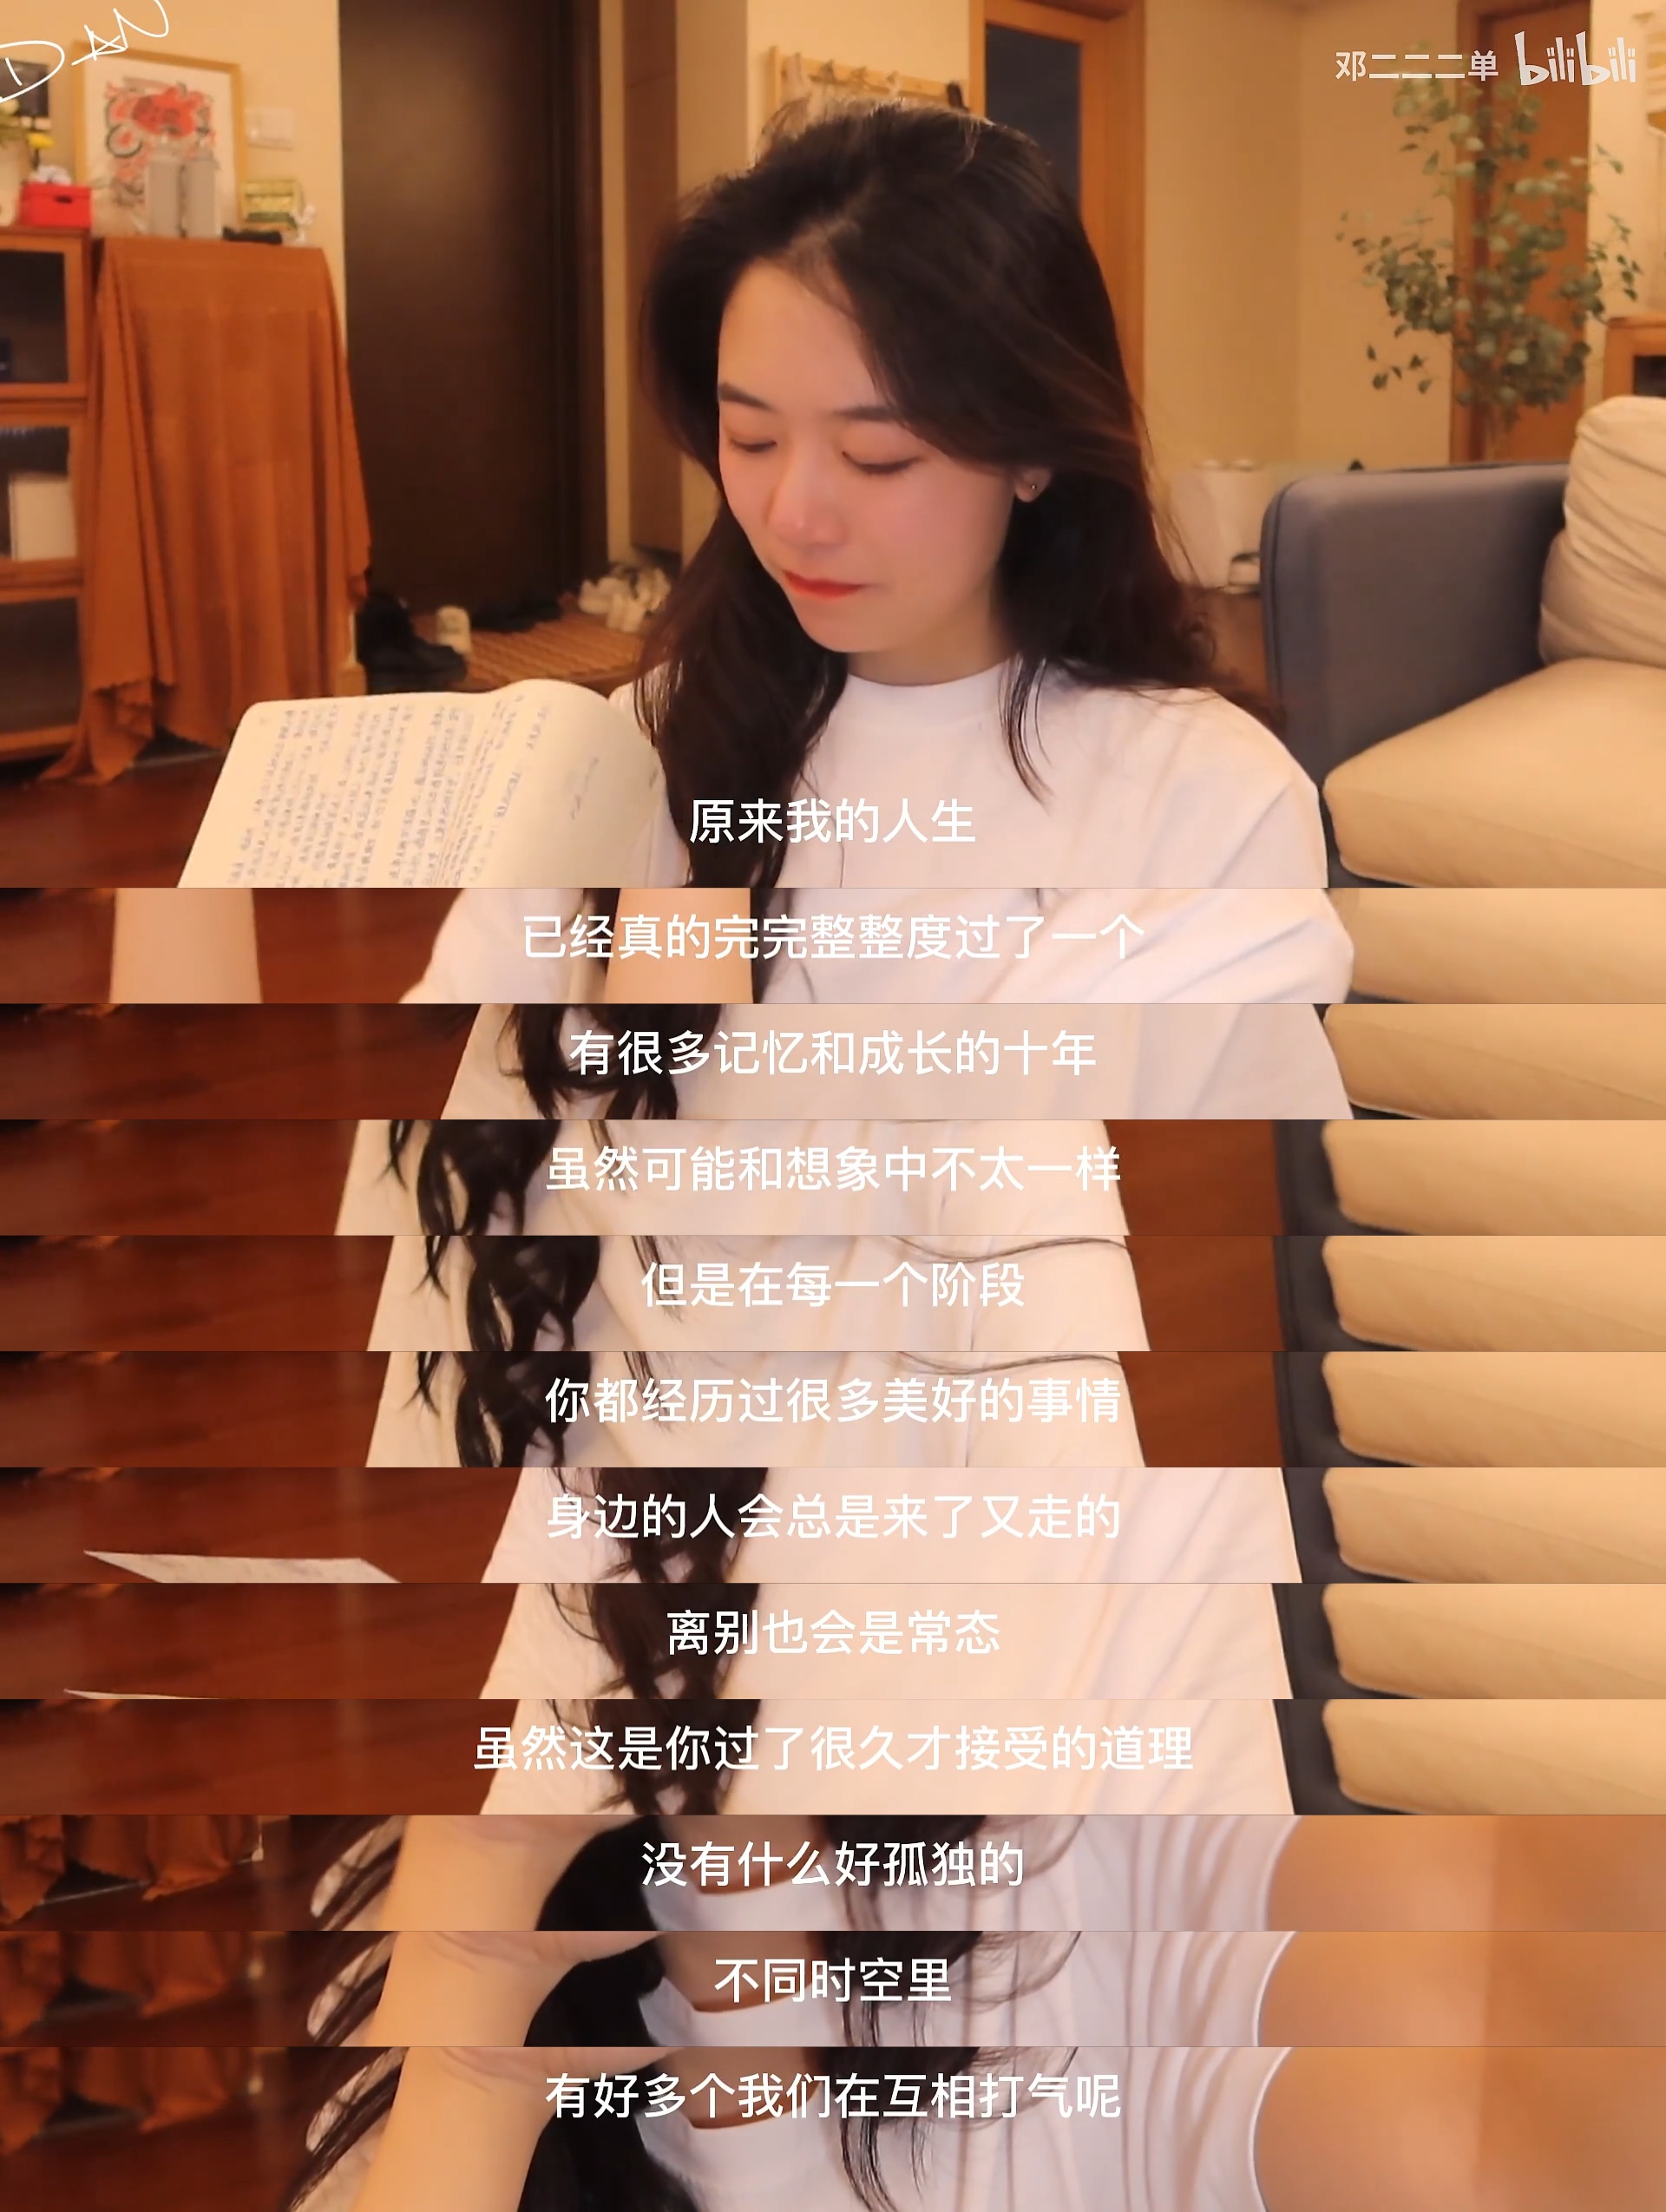 DAN
邓二二二单 bilibili
原来我的人生
已经真的完完整整度过了一个
有很多记忆和成长的十年
虽然可能和想象中不太一样
但是在每一个阶段
你都经历过很多美好的事情
身边的人会总是来了又走的
离别也会是常态
虽然这是你过了很久才接受的道理
没有什么好孤独的
不同时空里
有好多个我们在互相打气呢